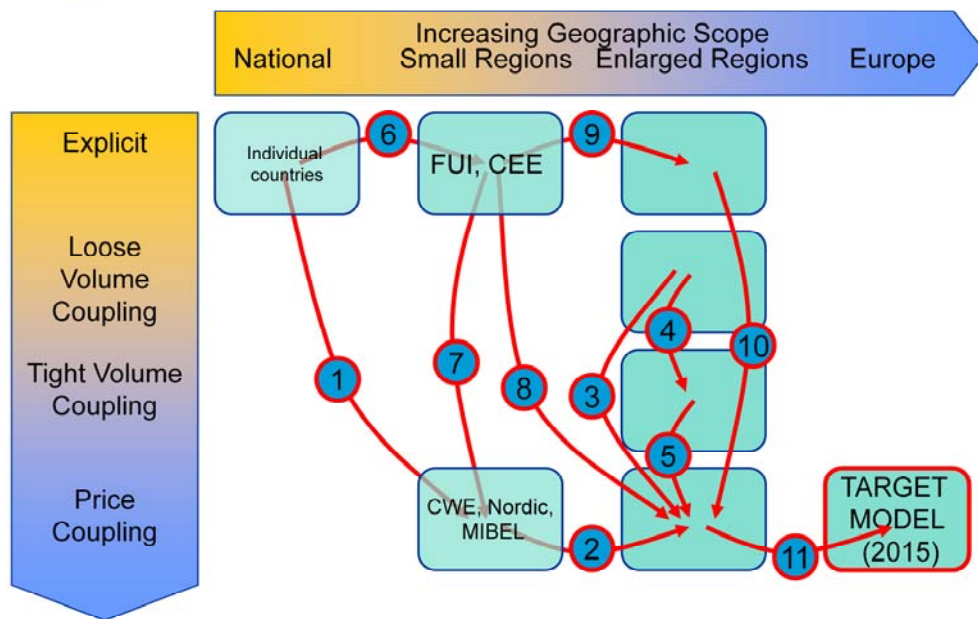 Increasing Geographic Scope
National Small Regions Enlarged Regions Europe
Explicit
Loose
Volume
Coupling
Tight Volume
Coupling
Price
Coupling
Individual
countries
6
FUI, CEE
9
4
10
1
7
8
3
5
CWE, Nordic,
MIBEL
2
11
TARGET
MODEL
(2015)